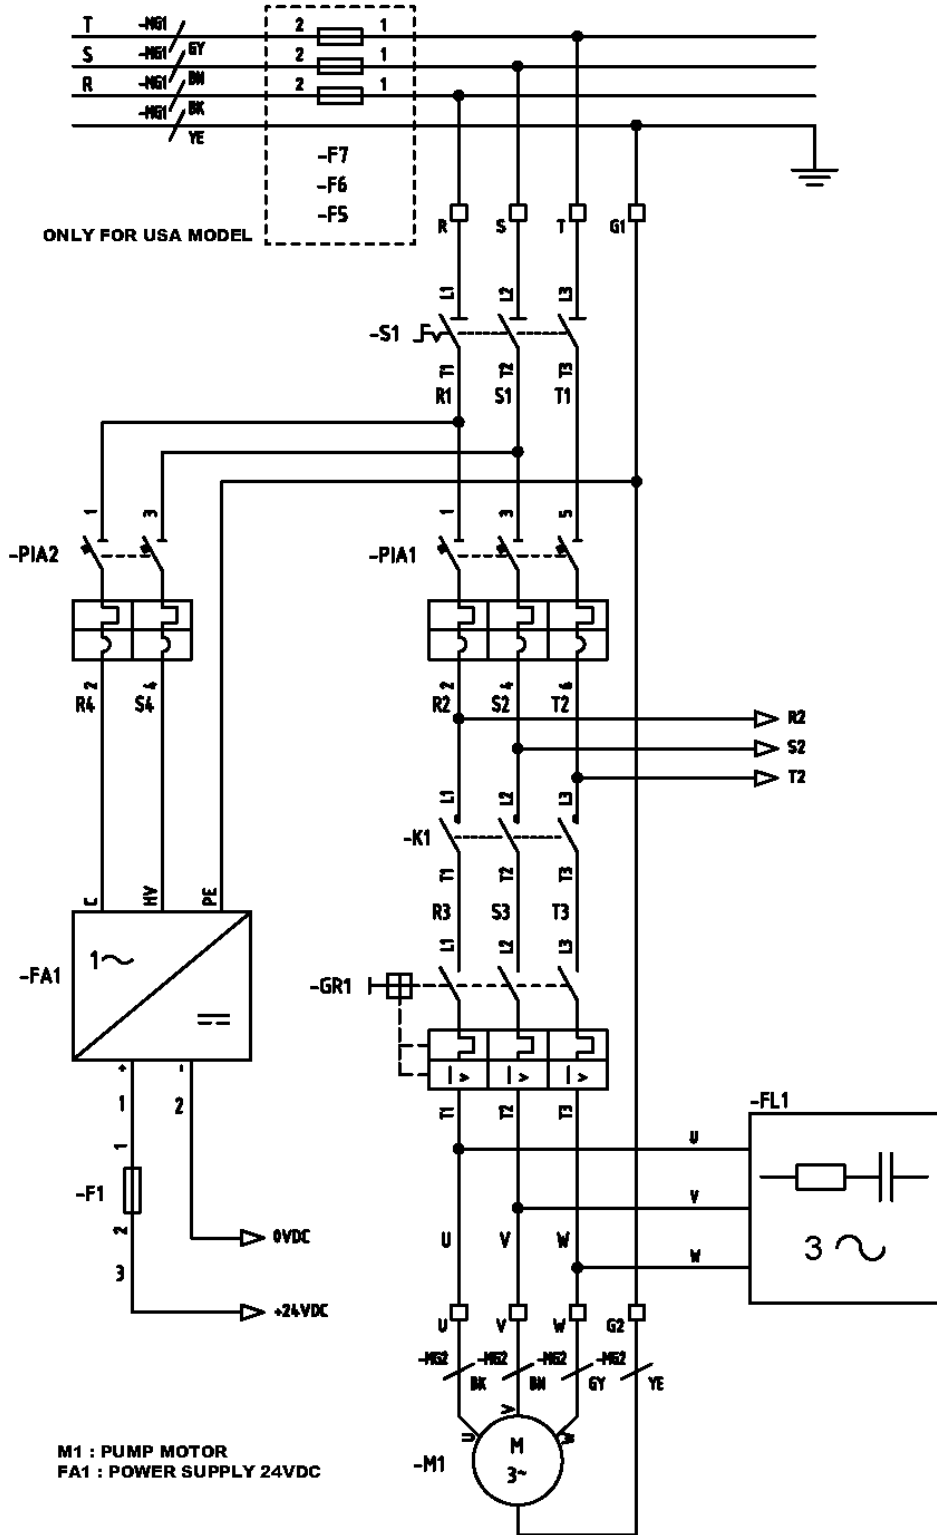 T -MG1 2 1
S -MG1 GY 2 1
R -MG1 BN 2 1
-MG1 BK
YE
-F7
-F6
-F5
ONLY FOR USA MODEL
R S T G1
L1 L2 L3
-S1
T1 T2 T3
R1 S1 T1
1 3 1 3 5
-PIA2 -PIA1
2 4 2 4 6
R4 S4 R2 S2 T2
R2
S2
T2
L1 L2 L3
-K1
T1 T2 T3
C HV PE
R3 S3 T3
L1 L2 L3
-FA1 1~
-GR1
+ -
I> I> I>
1 2
T1 T2 T3
-FL1
U
1
-F1
V
2
0VDC
U V W
3 ~
W
3
+24VDC
U V W G2
-MG2 -MG2 -MG2 -MG2
BK BN GY YE
V
U W
M1 : PUMP MOTOR
FA1 : POWER SUPPLY 24VDC
-M1
M
3~